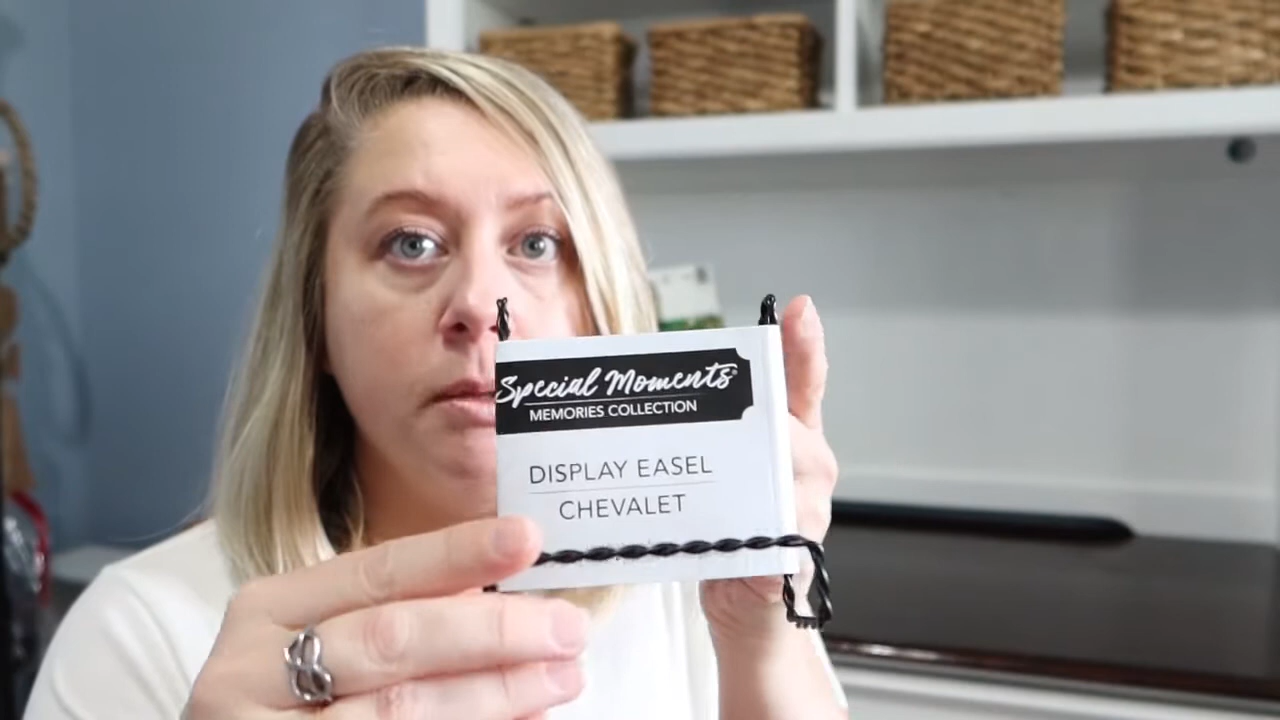 Special Moments®
MEMORIES COLLECTION
DISPLAY EASEL
CHEVALET